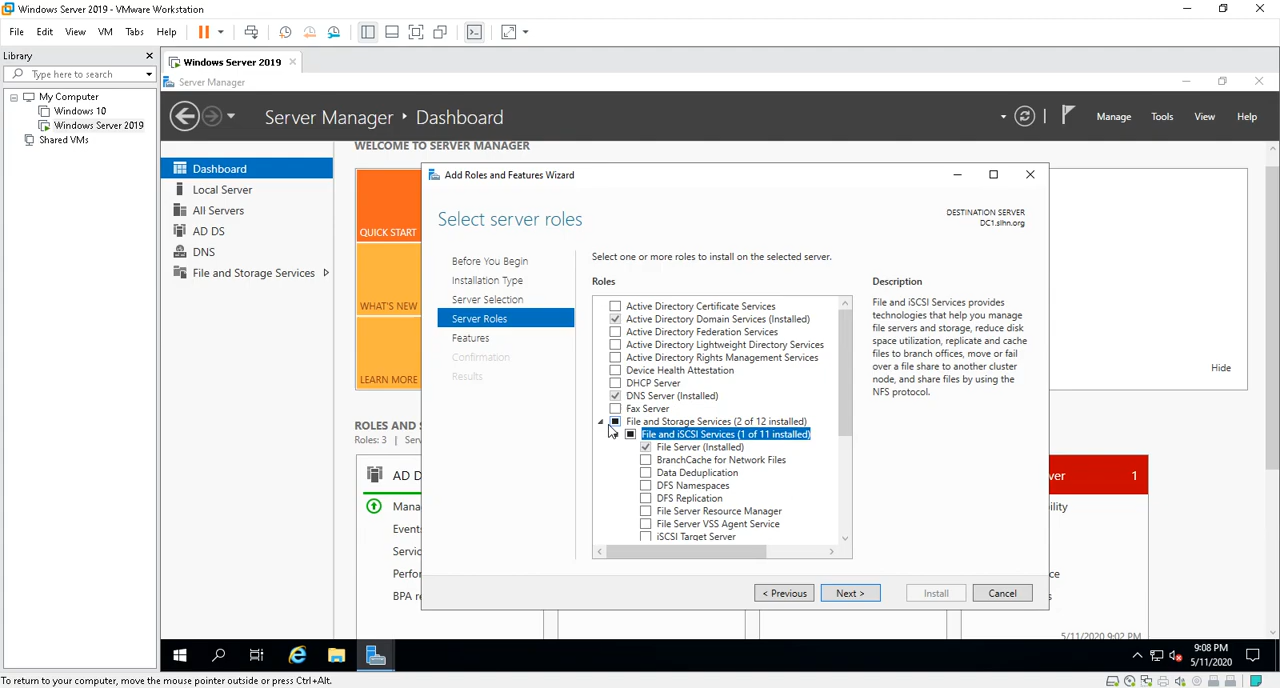 Windows Server 2019 - VMware Workstation
File Edit View VM Tabs Help
Library
Type here to search
My Computer
Windows 10
Windows Server 2019
Shared VMs
Windows Server 2019
Server Manager
Server Manager • Dashboard
Manage Tools View Help
Dashboard
Local Server
All Servers
AD DS
DNS
File and Storage Services
WELCOME TO SERVER MANAGER
QUICK START
WHAT'S NEW
LEARN MORE
Hide
ROLES AND S
Roles: 3 | Serv
AD D
Mana
Events
Servic
Perfor
BPA re
ver 1
bility
ce
s
5/11/2020 9:02 PM
Add Roles and Features Wizard
Select server roles
DESTINATION SERVER
DC1.slhn.org
Before You Begin
Installation Type
Server Selection
Server Roles
Features
Confirmation
Results
Select one or more roles to install on the selected server.
Roles
Active Directory Certificate Services
Active Directory Domain Services (Installed)
Active Directory Federation Services
Active Directory Lightweight Directory Services
Active Directory Rights Management Services
Device Health Attestation
DHCP Server
DNS Server (Installed)
Fax Server
File and Storage Services (2 of 12 installed)
File and iSCSI Services (1 of 11 installed)
File Server (Installed)
BranchCache for Network Files
Data Deduplication
DFS Namespaces
DFS Replication
File Server Resource Manager
File Server VSS Agent Service
iSCSI Target Server
Description
File and iSCSI Services provides
technologies that help you manage
file servers and storage, reduce disk
space utilization, replicate and cache
files to branch offices, move or fail
over a file share to another cluster
node, and share files by using the
NFS protocol.
< Previous Next > Install Cancel
9:08 PM
5/11/2020
To return to your computer, move the mouse pointer outside or press Ctrl+Alt.